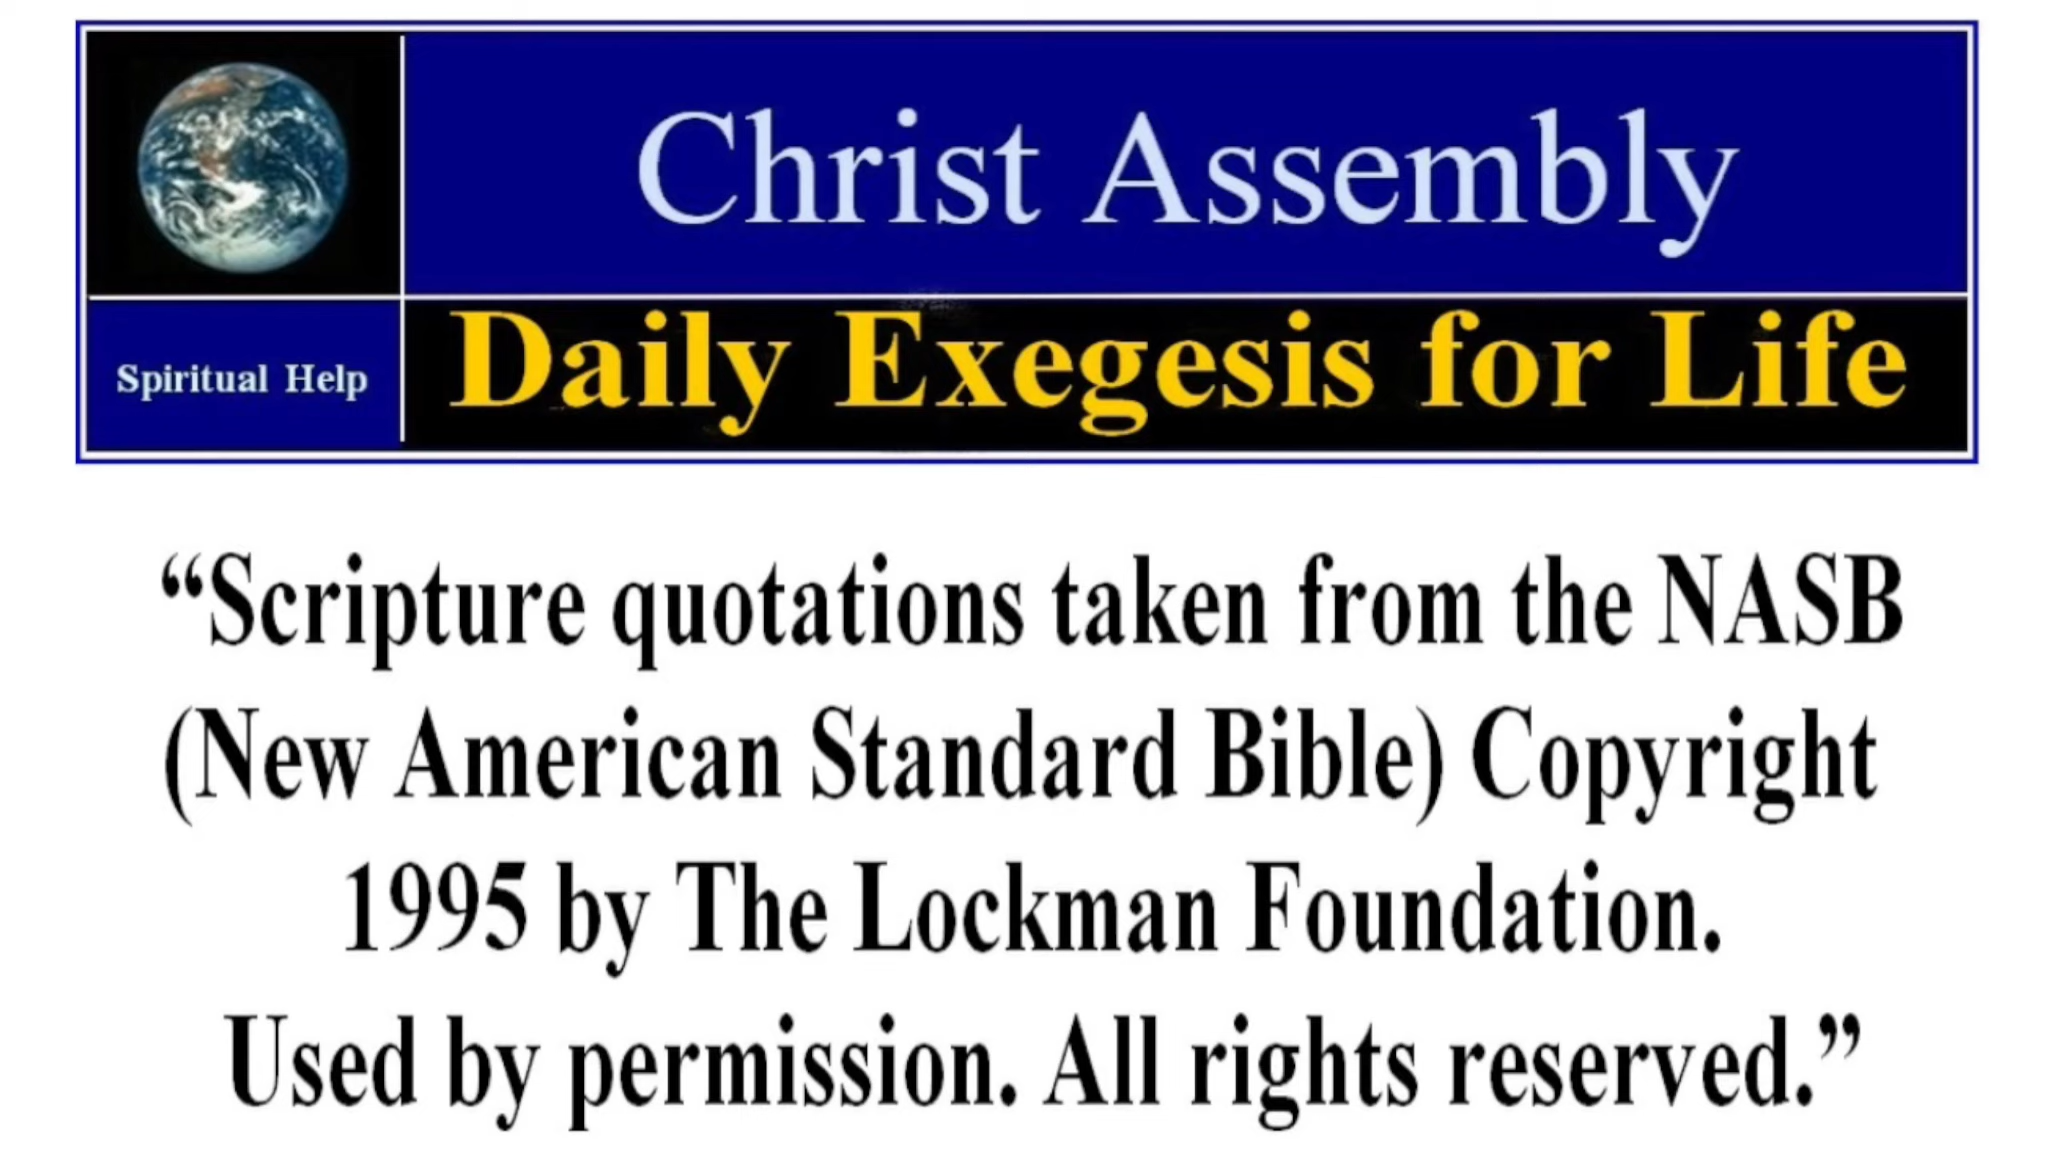 Christ Assembly
Spiritual Help
Daily Exegesis for Life
“Scripture quotations taken from the NASB
(New American Standard Bible) Copyright
1995 by The Lockman Foundation.
Used by permission. All rights reserved.”